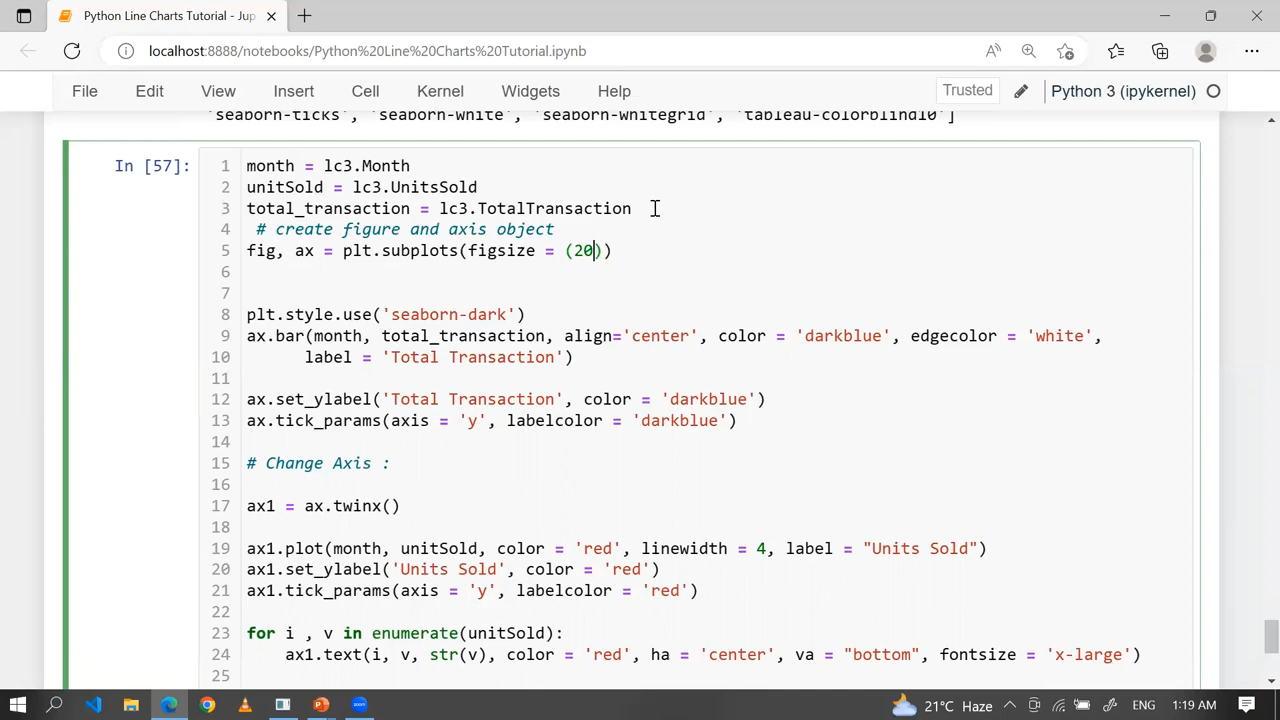 Python Line Charts Tutorial - Jup
localhost:8888/notebooks/Python%20Line%20Charts%20Tutorial.ipynb
File Edit View Insert Cell Kernel Widgets Help Trusted Python 3 (ipykernel)
'seaborn-ticks', 'seaborn-white', 'seaborn-whitegrid', 'tableau-colorblind10']
In [57]:
1 month = lc3.Month
2 unitSold = lc3.UnitsSold
3 total_transaction = lc3.TotalTransaction
4 # create figure and axis object
5 fig, ax = plt.subplots(figsize = (20))
6
7
8 plt.style.use('seaborn-dark')
9 ax.bar(month, total_transaction, align='center', color = 'darkblue', edgecolor = 'white',
10 label = 'Total Transaction')
11
12 ax.set_ylabel('Total Transaction', color = 'darkblue')
13 ax.tick_params(axis = 'y', labelcolor = 'darkblue')
14
15 # Change Axis :
16
17 ax1 = ax.twinx()
18
19 ax1.plot(month, unitSold, color = 'red', linewidth = 4, label = "Units Sold")
20 ax1.set_ylabel('Units Sold', color = 'red')
21 ax1.tick_params(axis = 'y', labelcolor = 'red')
22
23 for i , v in enumerate(unitSold):
24 ax1.text(i, v, str(v), color = 'red', ha = 'center', va = "bottom" fontsize = 'x-large')
25
21°C Haze ENG 1:19 AM